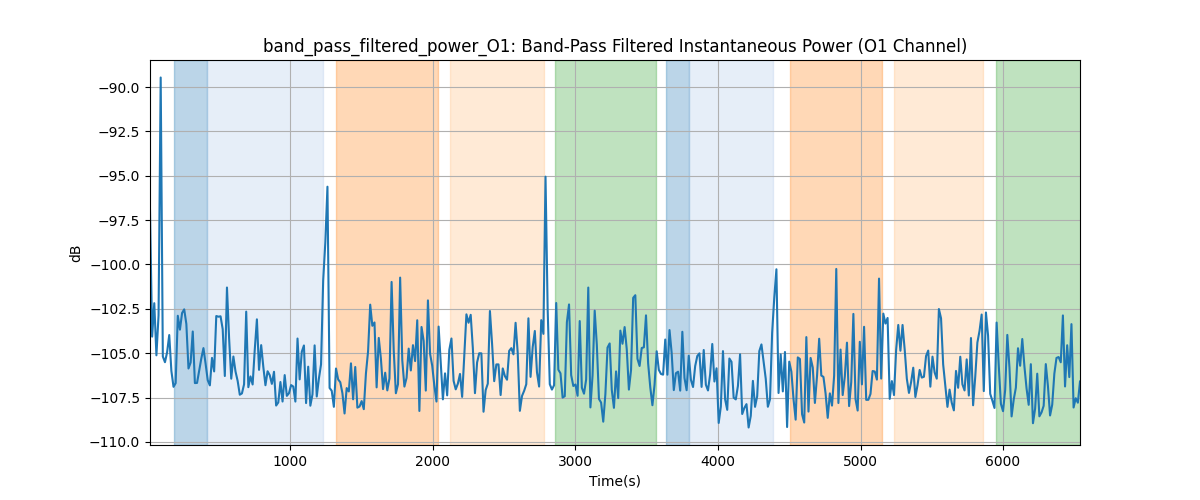 band_pass_filtered_power_O1: Band-Pass Filtered Instantaneous Power (O1 Channel)
−90.0
−92.5
−95.0
−97.5
−100.0
−102.5
−105.0
−107.5
−110.0
dB
1000 2000 3000 4000 5000 6000
Time(s)